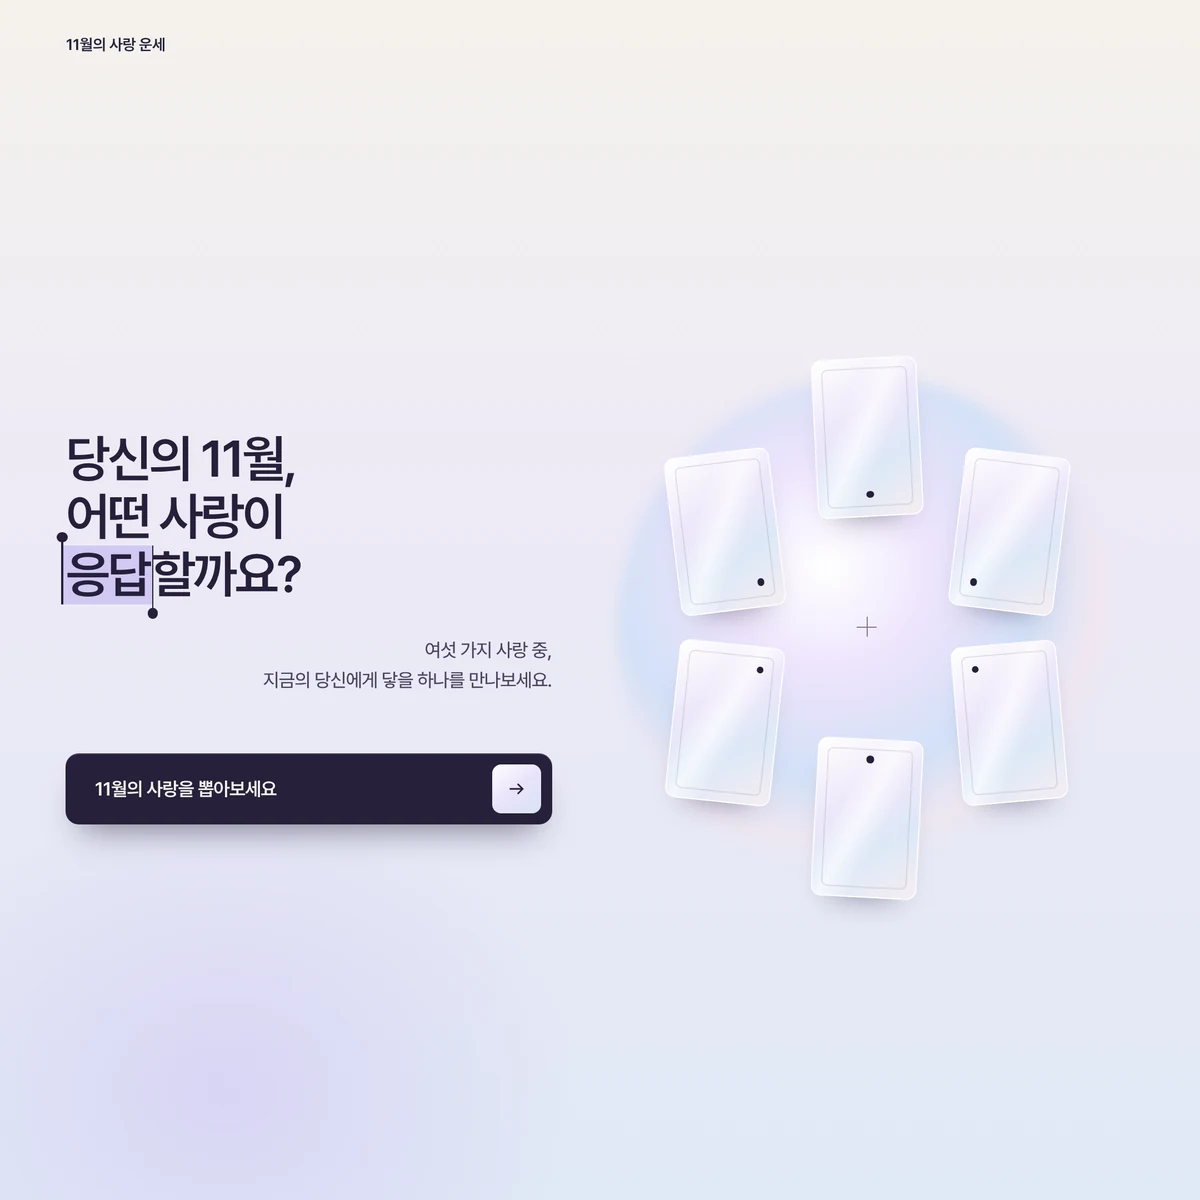 11월의 사랑 운세
당신의 11월,
어떤 사랑이
응답할까요?
여섯 가지 사랑 중,
지금의 당신에게 닿을 하나를 만나보세요.
11월의 사랑을 뽑아보세요